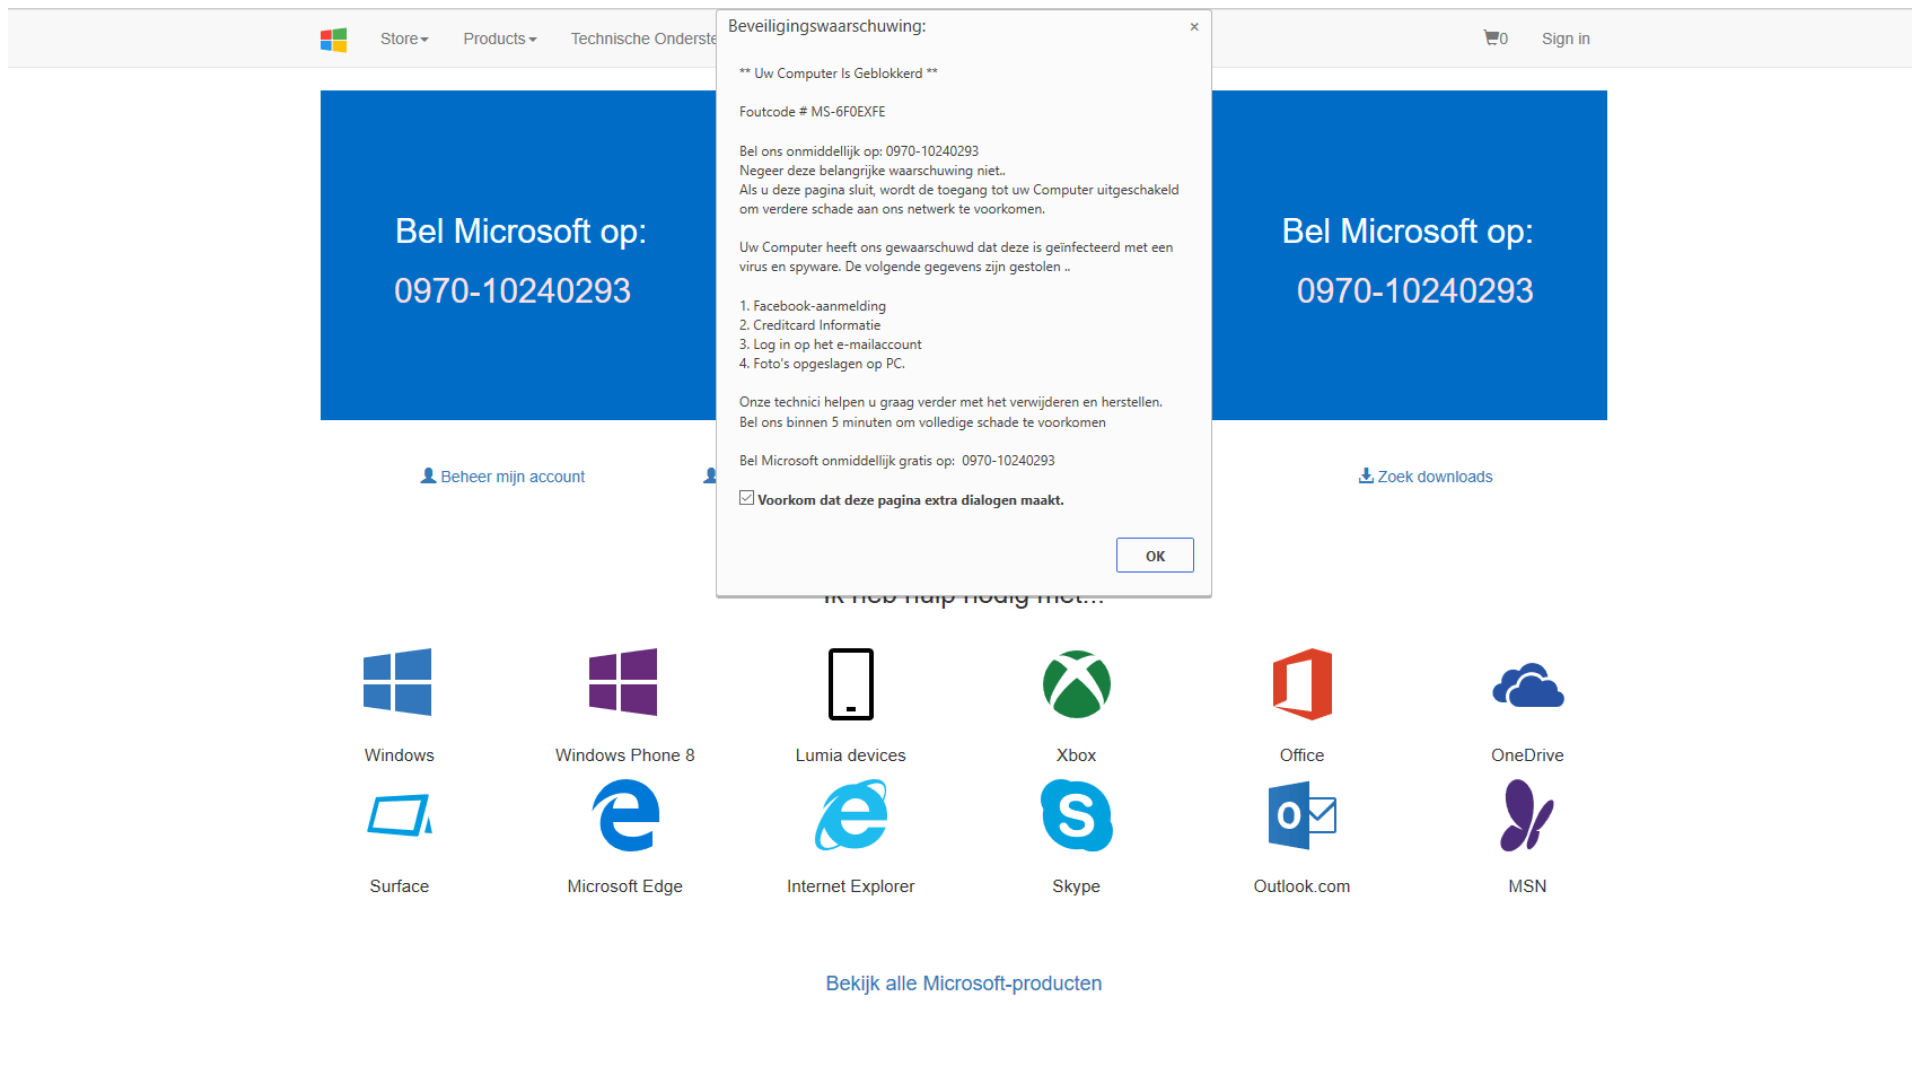 Store
Products
Technische Onderste
0
Sign in
Beveiligingswaarschuwing:
×
** Uw Computer Is Geblokkerd **
Foutcode # MS-6F0EXFE
Bel ons onmiddellijk op: 0970-10240293
Negeer deze belangrijke waarschuwing niet..
Als u deze pagina sluit, wordt de toegang tot uw Computer uitgeschakeld
om verdere schade aan ons netwerk te voorkomen.
Uw Computer heeft ons gewaarschuwd dat deze is geïnfecteerd met een
virus en spyware. De volgende gegevens zijn gestolen ..
1. Facebook-aanmelding
2. Creditcard Informatie
3. Log in op het e-mailaccount
4. Foto's opgeslagen op PC.
Onze technici helpen u graag verder met het verwijderen en herstellen.
Bel ons binnen 5 minuten om volledige schade te voorkomen
Bel Microsoft onmiddellijk gratis op: 0970-10240293
Voorkom dat deze pagina extra dialogen maakt.
OK
Bel Microsoft op:
0970-10240293
Bel Microsoft op:
0970-10240293
Beheer mijn account
Zoek downloads
Ik heb hulp nodig met...
Windows
Windows Phone 8
Lumia devices
Xbox
Office
OneDrive
Surface
Microsoft Edge
Internet Explorer
Skype
Outlook.com
MSN
Bekijk alle Microsoft-producten